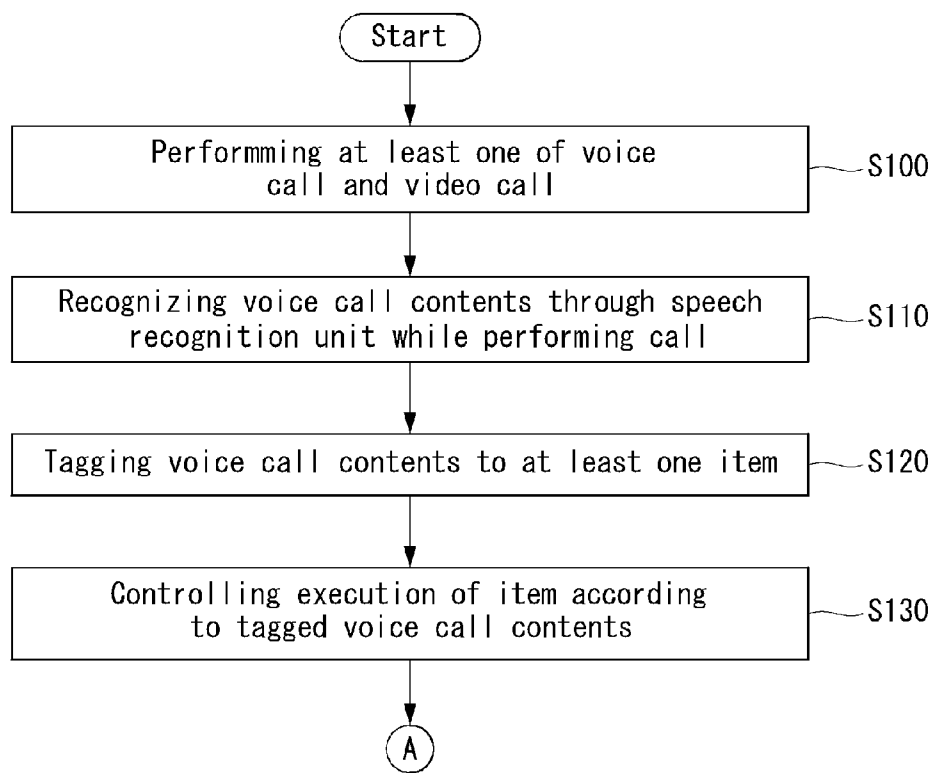 Start
Performming at least one of voice
call and video call
S100
Recognizing voice call contents through speech
recognition unit while performing call
S110
Tagging voice call contents to at least one item
S120
Controlling execution of item according
to tagged voice call contents
S130
A